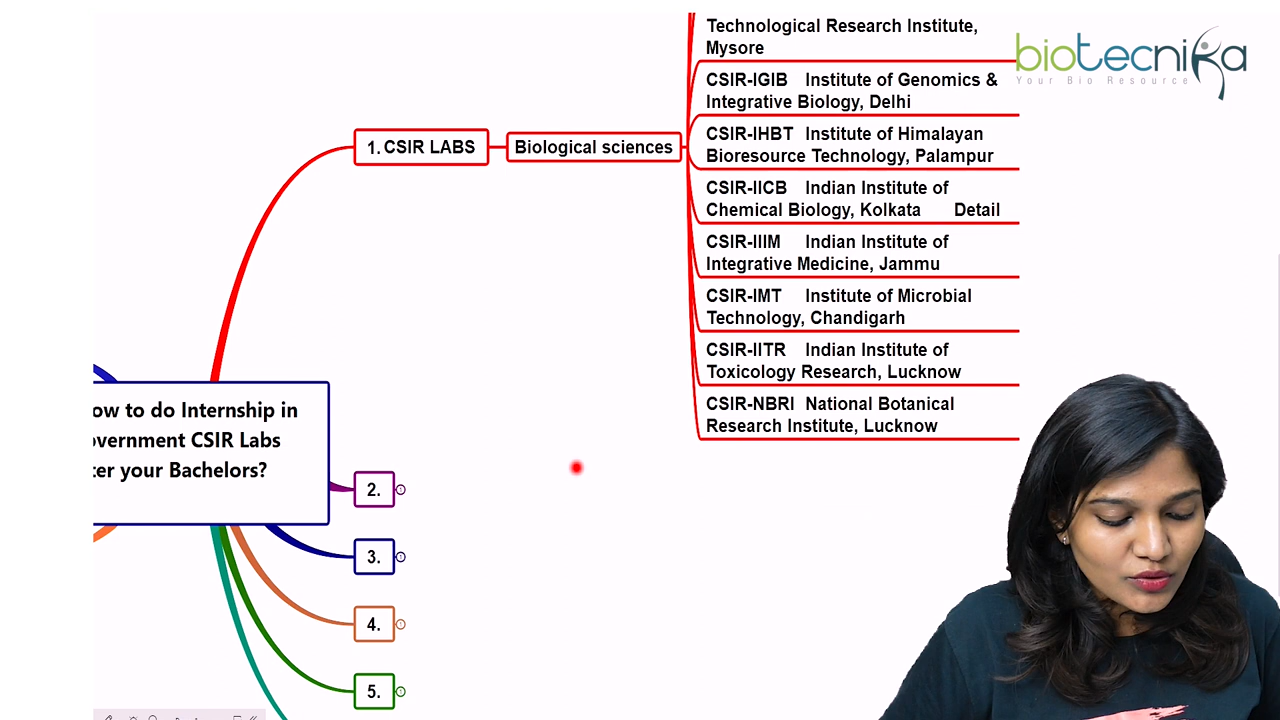 Technological Research Institute,
Mysore
biotecnika
Your Bio Resource
CSIR-IGIB Institute of Genomics &
Integrative Biology, Delhi
CSIR-IHBT Institute of Himalayan
Bioresource Technology, Palampur
1. CSIR LABS
Biological sciences
CSIR-IICB Indian Institute of
Chemical Biology, Kolkata Detail
CSIR-IIIM Indian Institute of
Integrative Medicine, Jammu
CSIR-IMT Institute of Microbial
Technology, Chandigarh
CSIR-IITR Indian Institute of
Toxicology Research, Lucknow
CSIR-NBRI National Botanical
Research Institute, Lucknow
ow to do Internship in
overnment CSIR Labs
ter your Bachelors?
2.
3.
4.
5.